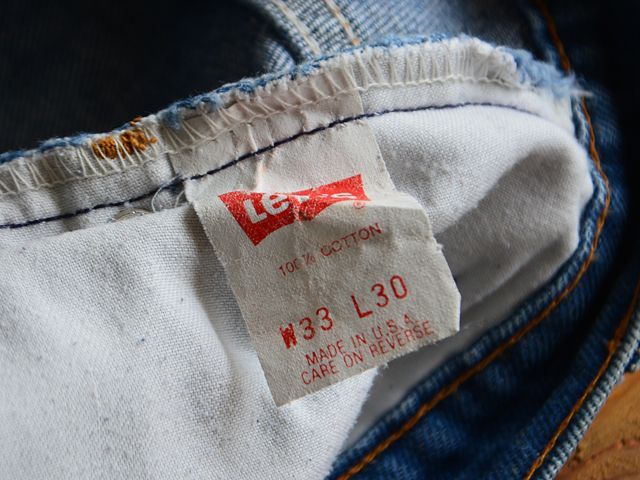 Levi's
100% COTTON
W33 L30
MADE IN U.S.A.
CARE ON REVERSE